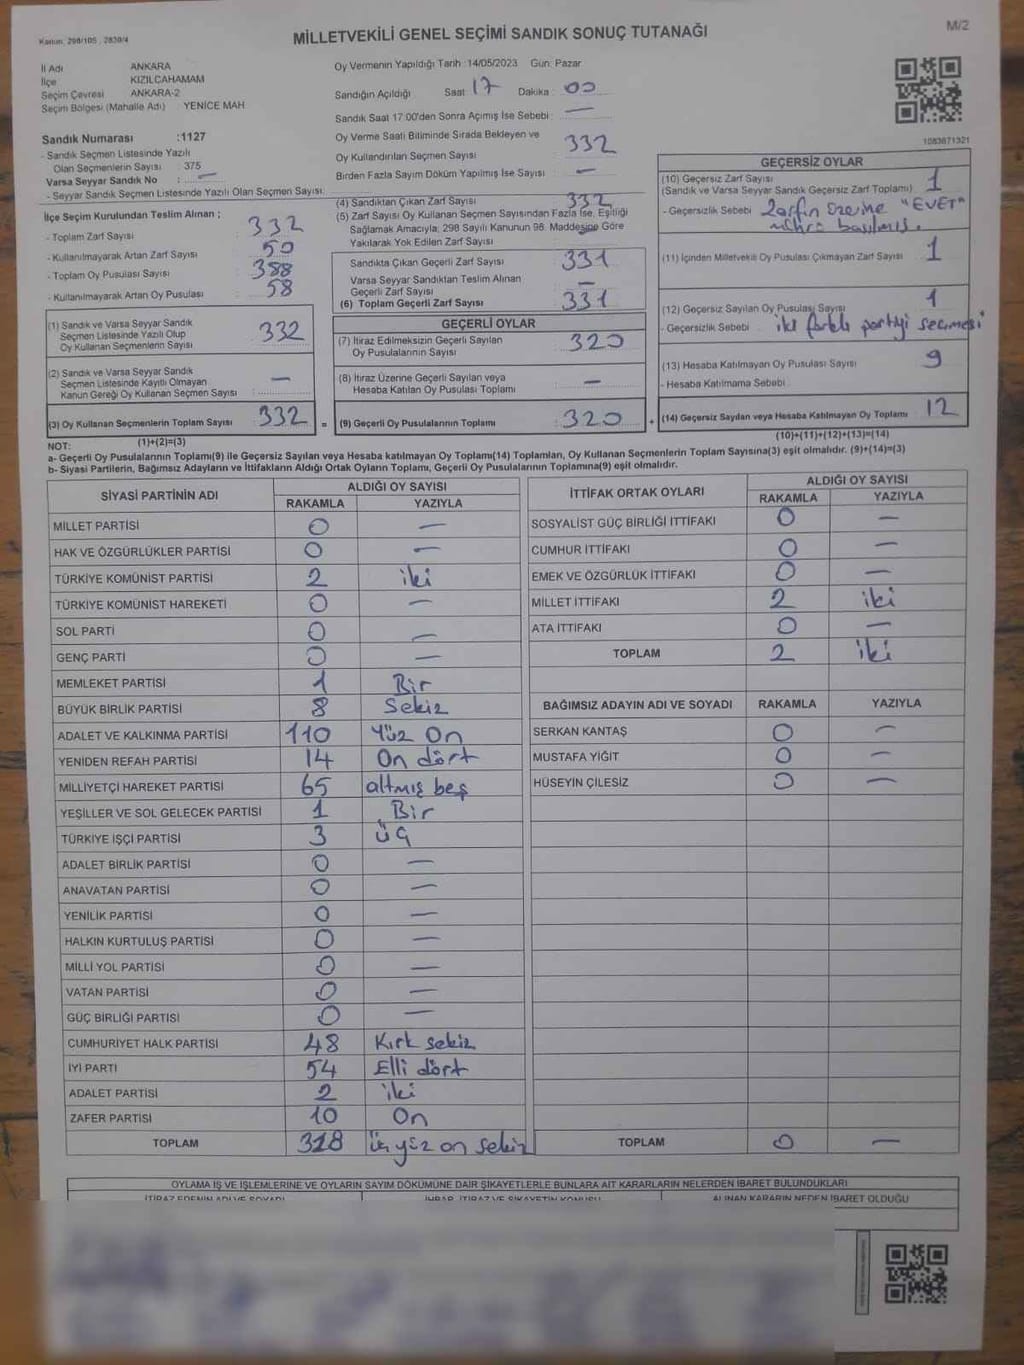 Kanun: 298/105 , 2839/4
MİLLETVEKİLİ GENEL SEÇİMİ SANDIK SONUÇ TUTANAĞI
M/2
İl Adı ANKARA
İlçe KIZILCAHAMAM
Seçim Çevresi ANKARA-2
Seçim Bölgesi (Mahalle Adı) YENİCE MAH
Sandık Numarası :1127
- Sandık Seçmen Listesinde Yazılı
Olan Seçmenlerin Sayısı : 375
Varsa Seyyar Sandık No : —
- Seyyar Sandık Seçmen Listesinde Yazılı Olan Seçmen Sayısı:
Oy Vermenin Yapıldığı Tarih :14/05/2023 Gün: Pazar
Sandığın Açıldığı Saat 17 Dakika : 00
Sandık Saat 17:00'den Sonra Açımış İse Sebebi : —
Oy Verme Saati Bitiminde Sırada Bekleyen ve
Oy Kullandırılan Seçmen Sayısı : 332
Birden Fazla Sayım Döküm Yapılmış İse Sayısı : —
1083671321
İlçe Seçim Kurulundan Teslim Alınan ;
- Toplam Zarf Sayısı : 332
- Kullanılmayarak Artan Zarf Sayısı : 50
- Toplam Oy Pusulası Sayısı : 388
- Kullanılmayarak Artan Oy Pusulası : 58
(1) Sandık ve Varsa Seyyar Sandık
Seçmen Listesinde Yazılı Olup
Oy Kullanan Seçmenlerin Sayısı : 332
(2) Sandık ve Varsa Seyyar Sandık
Seçmen Listesinde Kayıtlı Olmayan
Kanun Gereği Oy Kullanan Seçmen Sayısı : —
(3) Oy Kullanan Seçmenlerin Toplam Sayısı : 332
(4) Sandıktan Çıkan Zarf Sayısı : 332
(5) Zarf Sayısı Oy Kullanan Seçmen Sayısından Fazla İse, Eşitliği
Sağlamak Amacıyla, 298 Sayılı Kanunun 98. Maddesine Göre
Yakılarak Yok Edilen Zarf Sayısı : —
Sandıkta Çıkan Geçerli Zarf Sayısı : 331
Varsa Seyyar Sandıktan Teslim Alınan
Geçerli Zarf Sayısı : —
(6) Toplam Geçerli Zarf Sayısı : 331
GEÇERLİ OYLAR
(7) İtiraz Edilmeksizin Geçerli Sayılan
Oy Pusulalarının Sayısı : 320
(8) İtiraz Üzerine Geçerli Sayılan veya
Hesaba Katılan Oy Pusulası Toplamı : —
(9) Geçerli Oy Pusulalarının Toplamı : 320
GEÇERSİZ OYLAR
(10) Geçersiz Zarf Sayısı
(Sandık ve Varsa Seyyar Sandık Geçersiz Zarf Toplamı) 1
- Geçersizlik Sebebi Zarfın üzerine "EVET"
mührü basılmış.
(11) İçinden Milletvekili Oy Pusulası Çıkmayan Zarf Sayısı 1
(12) Geçersiz Sayılan Oy Pusulası Sayısı 1
- Geçersizlik Sebebi : iki farklı partiyi seçmesi
(13) Hesaba Katılmayan Oy Pusulası Sayısı 9
- Hesaba Katılmama Sebebi
(14) Geçersiz Sayılan veya Hesaba Katılmayan Oy Toplamı : 12
(1)+(2)=(3)
(10)+(11)+(12)+(13)=(14)
NOT:
a- Geçerli Oy Pusulasının Toplamı(9) ile Geçersiz Sayılan veya Hesaba katılmayan Oy Toplamı(14) Toplamları, Oy Kullanan Seçmenlerin Toplam Sayısına(3) eşit olmalıdır. (9)+(14)=(3)
b- Siyasi Partilerin, Bağımsız Adayların ve İttifakların Aldığı Ortak Oyların Toplamı, Geçerli Oy Pusulalarının Toplamına(9) eşit olmalıdır.
SİYASİ PARTİNİN ADI ALDIĞI OY SAYISI
RAKAMLA YAZIYLA
MİLLET PARTİSİ 0 —
HAK VE ÖZGÜRLÜKLER PARTİSİ 0 —
TÜRKİYE KOMÜNİST PARTİSİ 2 iki
TÜRKİYE KOMÜNİST HAREKETİ 0 —
SOL PARTİ 0 —
GENÇ PARTİ 0 —
MEMLEKET PARTİSİ 1 Bir
BÜYÜK BİRLİK PARTİSİ 8 Sekiz
ADALET VE KALKINMA PARTİSİ 110 Yüz On
YENİDEN REFAH PARTİSİ 14 On dört
MİLLİYETÇİ HAREKET PARTİSİ 65 altmış beş
YEŞİLLER VE SOL GELECEK PARTİSİ 1 Bir
TÜRKİYE İŞÇİ PARTİSİ 3 üç
ADALET BİRLİK PARTİSİ 0 —
ANAVATAN PARTİSİ 0 —
YENİLİK PARTİSİ 0 —
HALKIN KURTULUŞ PARTİSİ 0 —
MİLLİ YOL PARTİSİ 0 —
VATAN PARTİSİ 0 —
GÜÇ BİRLİĞİ PARTİSİ 0 —
CUMHURİYET HALK PARTİSİ 48 Kırk sekiz
İYİ PARTİ 54 Elli dört
ADALET PARTİSİ 2 iki
ZAFER PARTİSİ 10 On
TOPLAM 318 üç yüz on sekiz
İTTİFAK ORTAK OYLARI ALDIĞI OY SAYISI
RAKAMLA YAZIYLA
SOSYALİST GÜÇ BİRLİĞİ İTTİFAKI 0 —
CUMHUR İTTİFAKI 0 —
EMEK VE ÖZGÜRLÜK İTTİFAKI 0 —
MİLLET İTTİFAKI 2 iki
ATA İTTİFAKI 0 —
TOPLAM 2 iki
BAĞIMSIZ ADAYIN ADI VE SOYADI RAKAMLA YAZIYLA
SERKAN KANTAŞ 0 —
MUSTAFA YİĞİT 0 —
HÜSEYİN ÇİLESİZ 0 —
TOPLAM 0 —
OYLAMA İŞ VE İŞLEMLERİNE VE OYLARIN SAYIM DÖKÜMÜNE DAİR ŞİKAYETLERLE BUNLARA AİT KARARLARIN NELERDEN İBARET BULUNDUKLARI
İTİRAZ EDENİN ADI VE SOYADI İHBAR, İTİRAZ VE ŞİKAYETİN KONUSU ALINAN KARARIN NEDEN İBARET OLDUĞU